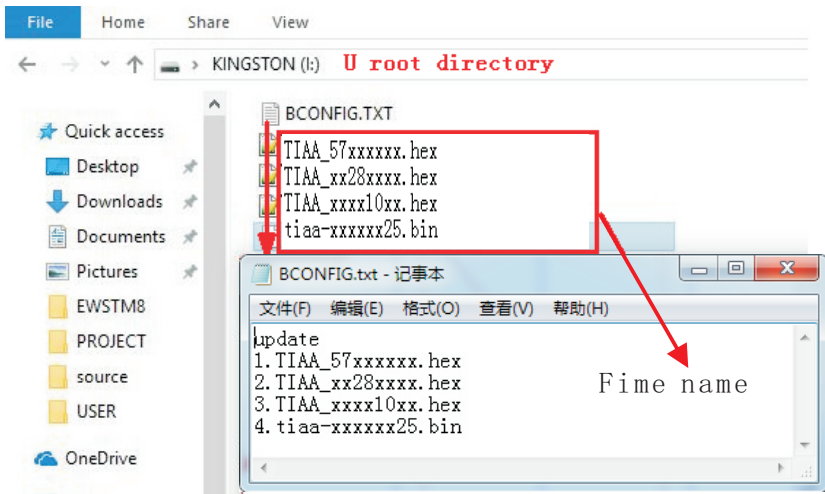 File Home Share View
KINGSTON (I:) U root directory
Quick access
Desktop
Downloads
Documents
Pictures
EWSTM8
PROJECT
source
USER
OneDrive
BCONFIG.TXT
TIAA_57xxxxxx.hex
TIAA_xx28xxxx.hex
TIAA_xxxx10xx.hex
tiaa-xxxxxx25.bin
BCONFIG.txt - 记事本
文件(F) 编辑(E) 格式(O) 查看(V) 帮助(H)
update
1.TIAA_57xxxxxx.hex
2.TIAA_xx28xxxx.hex
3.TIAA_xxxx10xx.hex
4.tiaa-xxxxxx25.bin
Fime name